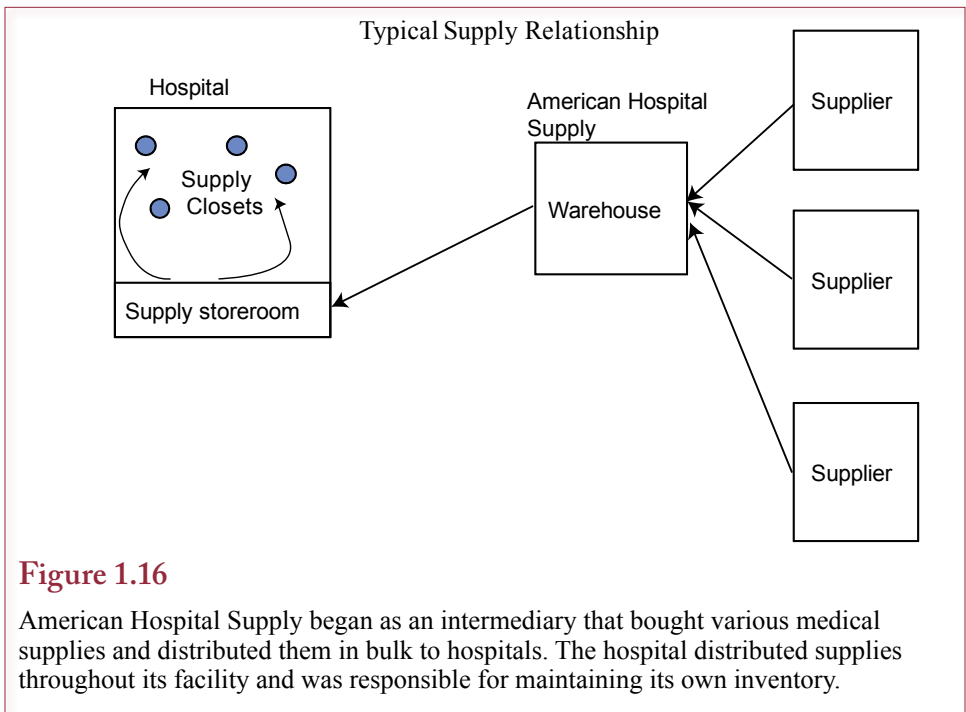 Typical Supply Relationship
Hospital
Supply
Closets
Supply storeroom
American Hospital
Supply
Warehouse
Supplier
Supplier
Supplier
Figure 1.16
American Hospital Supply began as an intermediary that bought various medical
supplies and distributed them in bulk to hospitals. The hospital distributed supplies
throughout its facility and was responsible for maintaining its own inventory.